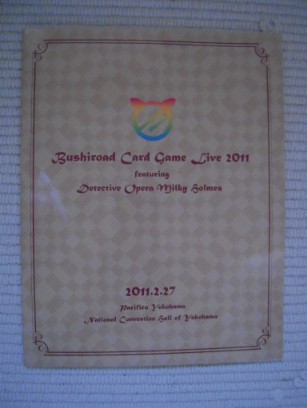 Bushiroad Card Game Live 2011
featuring
Detective Opera Milky Holmes
2011.2.27
Pacifico Yokohama
National Convention Hall of Yokohama